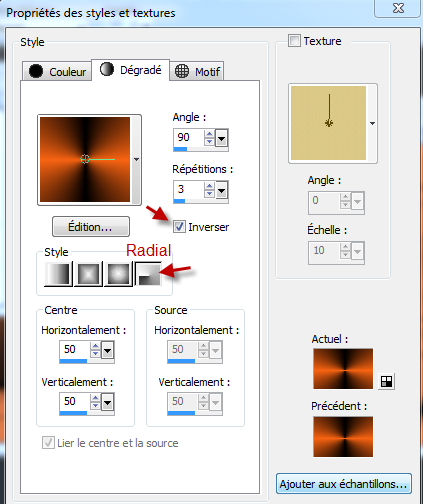 Propriétés des styles et textures
Style
Couleur
Dégradé
Motif
Angle :
90
Répétitions :
3
Édition...
Inverser
Radial
Style
Centre
Horizontalement :
50
Verticalement :
50
Source
Horizontalement :
50
Verticalement :
50
Lier le centre et la source
Texture
Angle :
0
Échelle :
10
Actuel :
Précédent :
Ajouter aux échantillons...